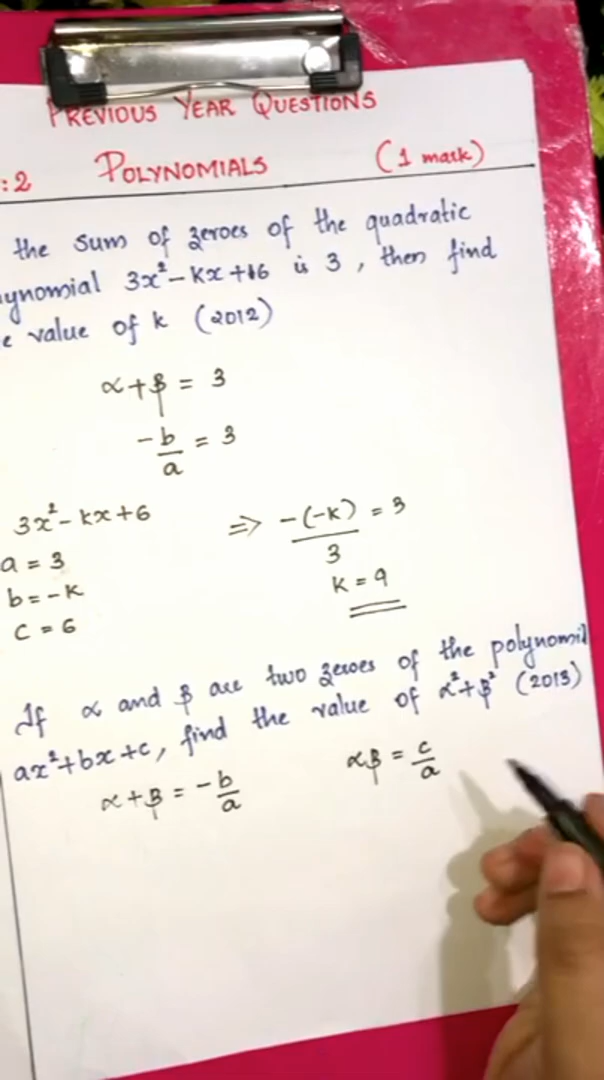 PREVIOUS YEAR QUESTIONS
:2 POLYNOMIALS (1 mark)
the sum of zeroes of the quadratic
ynomial 3x² - kx + 16 is 3, then find
e value of k (2012)
α + β = 3
-b/a = 3
3x² - kx + 6
a = 3
b = -k
c = 6
⇒ -(-k)/3 = 3
k = 9
If α and β are two zeroes of the polynomil
ax² + bx + c, find the value of α² + β² (2013)
α + β = -b/a αβ = c/a